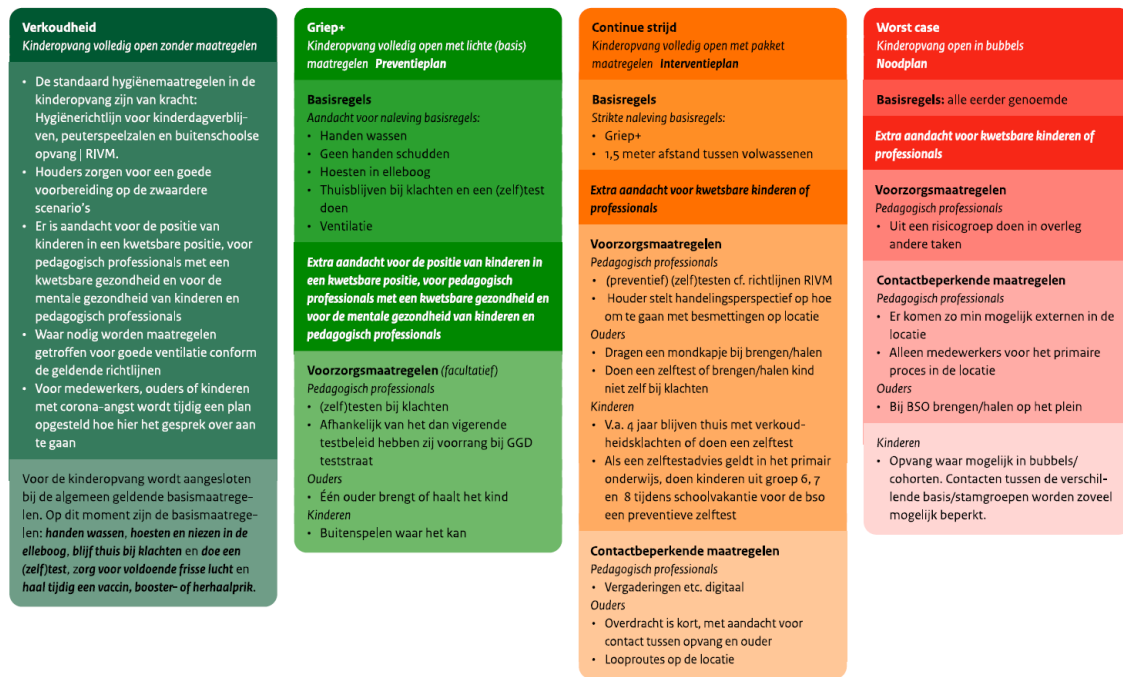 Verkoudheid
Kinderopvang volledig open zonder maatregelen
• De standaard hygiënemaatregelen in de
kinderopvang zijn van kracht:
Hygiënerichtlijn voor kinderdagverblij-
ven, peuterspeelzalen en buitenschoolse
opvang | RIVM.
• Houders zorgen voor een goede
voorbereiding op de zwaardere
scenario's
• Er is aandacht voor de positie van
kinderen in een kwetsbare positie, voor
pedagogisch professionals met een
kwetsbare gezondheid en voor de
mentale gezondheid van kinderen en
pedagogisch professionals
• Waar nodig worden maatregelen
getroffen voor goede ventilatie conform
de geldende richtlijnen
• Voor medewerkers, ouders of kinderen
met corona-angst wordt tijdig een plan
opgesteld hoe hier het gesprek over aan
te gaan
Voor de kinderopvang wordt aangesloten
bij de algemeen geldende basismaatrege-
len. Op dit moment zijn de basismaatrege-
len: handen wassen, hoesten en niezen in de
elleboog, blijf thuis bij klachten en doe een
(zelf)test, zorg voor voldoende frisse lucht en
haal tijdig een vaccin, booster- of herhaalprik.
Griep+
Kinderopvang volledig open met lichte (basis)
maatregelen Preventieplan
Basisregels
Aandacht voor naleving basisregels:
• Handen wassen
• Geen handen schudden
• Hoesten in elleboog
• Thuisblijven bij klachten en een (zelf)test
doen
• Ventilatie
Extra aandacht voor de positie van kinderen in
een kwetsbare positie, voor pedagogisch
professionals met een kwetsbare gezondheid en
voor de mentale gezondheid van kinderen en
pedagogisch professionals
Voorzorgsmaatregelen (facultatief)
Pedagogisch professionals
• (zelf)testen bij klachten
• Afhankelijk van het dan vigerende
testbeleid hebben zij voorrang bij GGD
teststraat
Ouders
• Één ouder brengt of haalt het kind
Kinderen
• Buitenspelen waar het kan
Continue strijd
Kinderopvang volledig open met pakket
maatregelen Interventieplan
Basisregels
Strikte naleving basisregels:
• Griep+
• 1,5 meter afstand tussen volwassenen
Extra aandacht voor kwetsbare kinderen of
professionals
Voorzorgsmaatregelen
Pedagogisch professionals
• (preventief) (zelf)testen cf. richtlijnen RIVM
• Houder stelt handelingsperspectief op hoe
om te gaan met besmettingen op locatie
Ouders
• Dragen een mondkapje bij brengen/halen
• Doen een zelftest of brengen/halen kind
niet zelf bij klachten
Kinderen
• V.a. 4 jaar blijven thuis met verkoud-
heidsklachten of doen een zelftest
• Als een zelftestadvies geldt in het primair
onderwijs, doen kinderen uit groep 6, 7
en 8 tijdens schoolvakantie voor de bso
een preventieve zelftest
Contactbeperkende maatregelen
Pedagogisch professionals
• Vergaderingen etc. digitaal
Ouders
• Overdracht is kort, met aandacht voor
contact tussen opvang en ouder
• Looproutes op de locatie
Worst case
Kinderopvang open in bubbels
Noodplan
Basisregels: alle eerder genoemde
Extra aandacht voor kwetsbare kinderen of
professionals
Voorzorgsmaatregelen
Pedagogisch professionals
• Uit een risicogroep doen in overleg
andere taken
Contactbeperkende maatregelen
Pedagogisch professionals
• Er komen zo min mogelijk externen in de
locatie
• Alleen medewerkers voor het primaire
proces in de locatie
Ouders
• Bij BSO brengen/halen op het plein
Kinderen
• Opvang waar mogelijk in bubbels/
cohorten. Contacten tussen de verschil-
lende basis/stamgroepen worden zoveel
mogelijk beperkt.